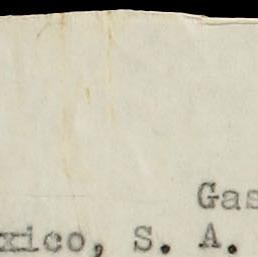 Gas
xico, S. A.